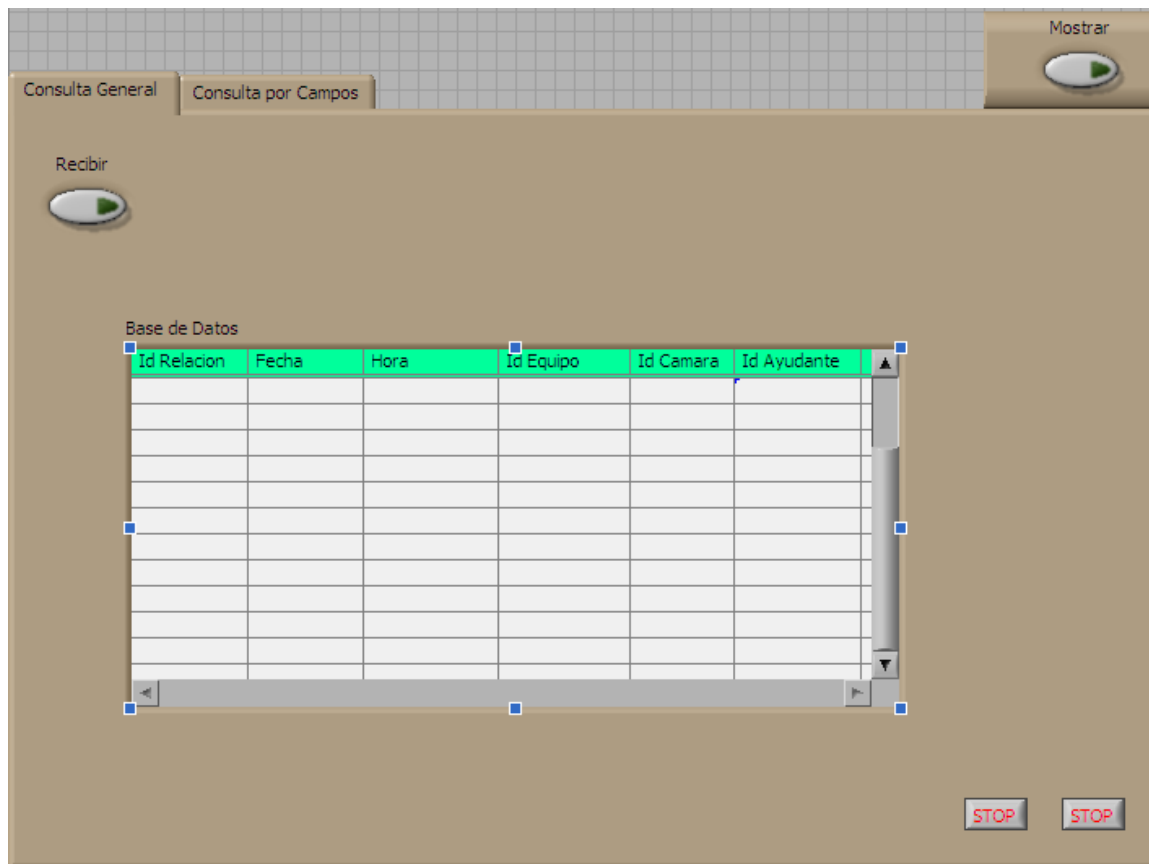 Mostrar
Consulta General Consulta por Campos
Recibir
Base de Datos
Id Relacion Fecha Hora Id Equipo Id Camara Id Ayudante
STOP STOP